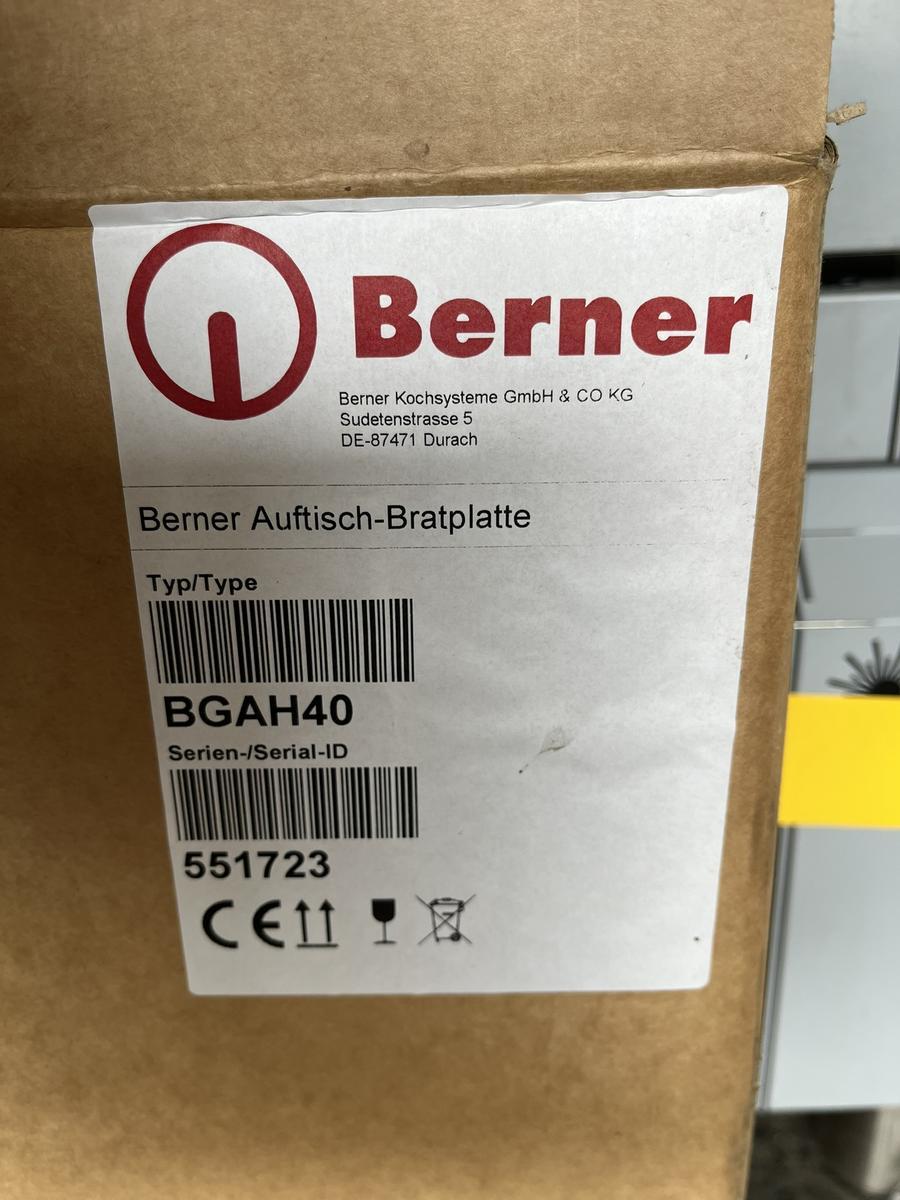 Berner
Berner Kochsysteme GmbH & CO KG
Sudetenstrasse 5
DE-87471 Durach
Berner Auftisch-Bratplatte
Typ/Type
BGAH40
Serien-/Serial-ID
551723
CE